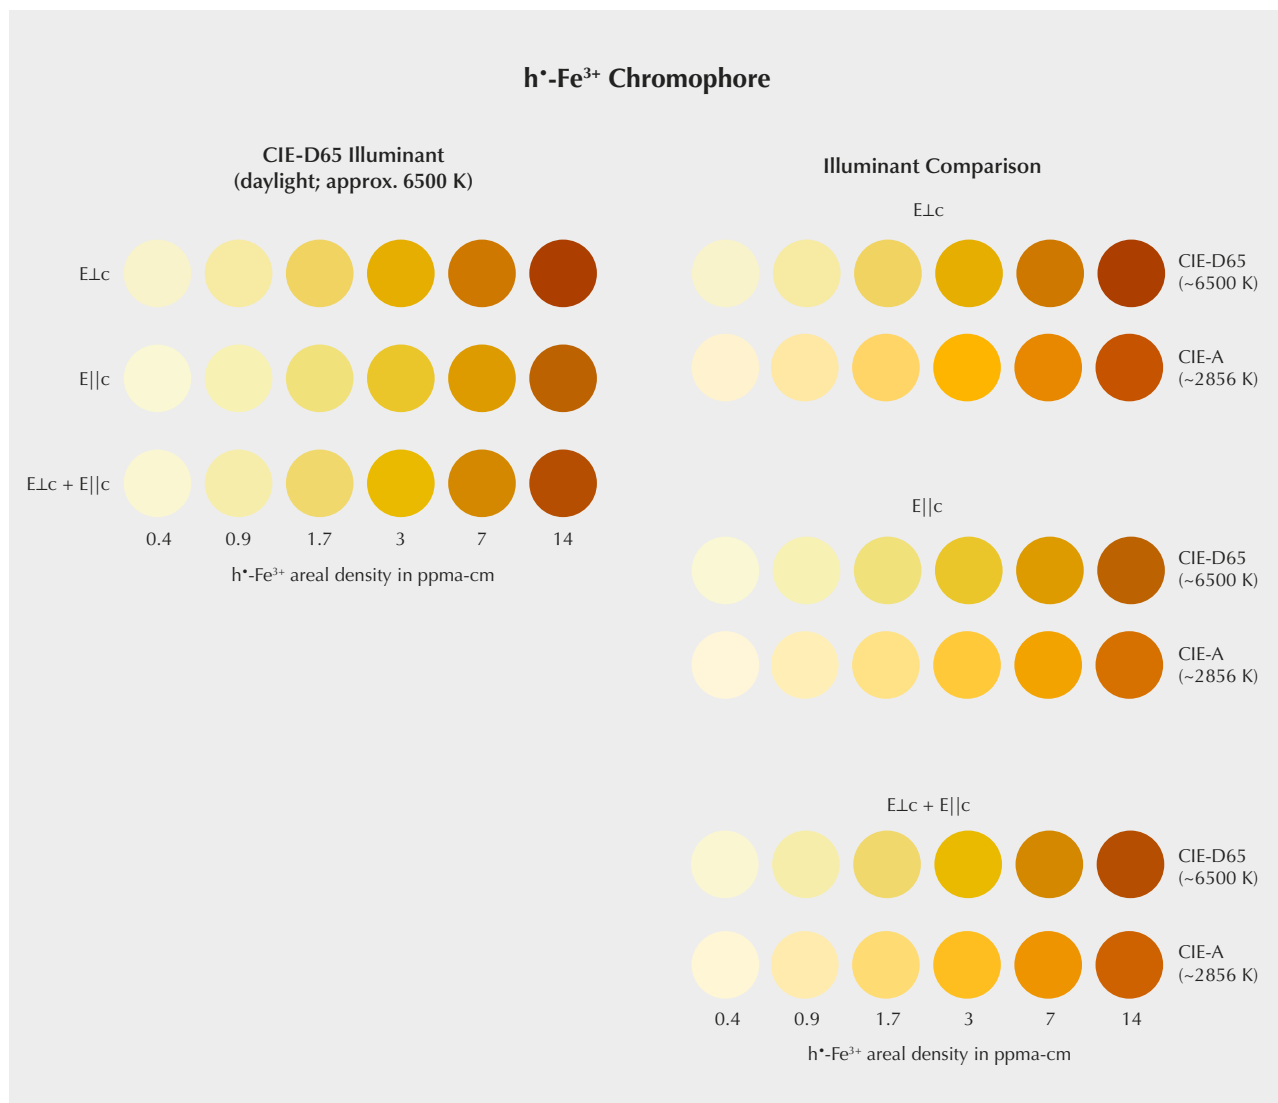 h•-Fe³⁺ Chromophore
CIE-D65 Illuminant
(daylight; approx. 6500 K)
E⊥c
E||c
E⊥c + E||c
0.4 0.9 1.7 3 7 14
h•-Fe³⁺ areal density in ppma-cm
Illuminant Comparison
E⊥c
CIE-D65
(~6500 K)
CIE-A
(~2856 K)
E||c
CIE-D65
(~6500 K)
CIE-A
(~2856 K)
E⊥c + E||c
CIE-D65
(~6500 K)
CIE-A
(~2856 K)
0.4 0.9 1.7 3 7 14
h•-Fe³⁺ areal density in ppma-cm